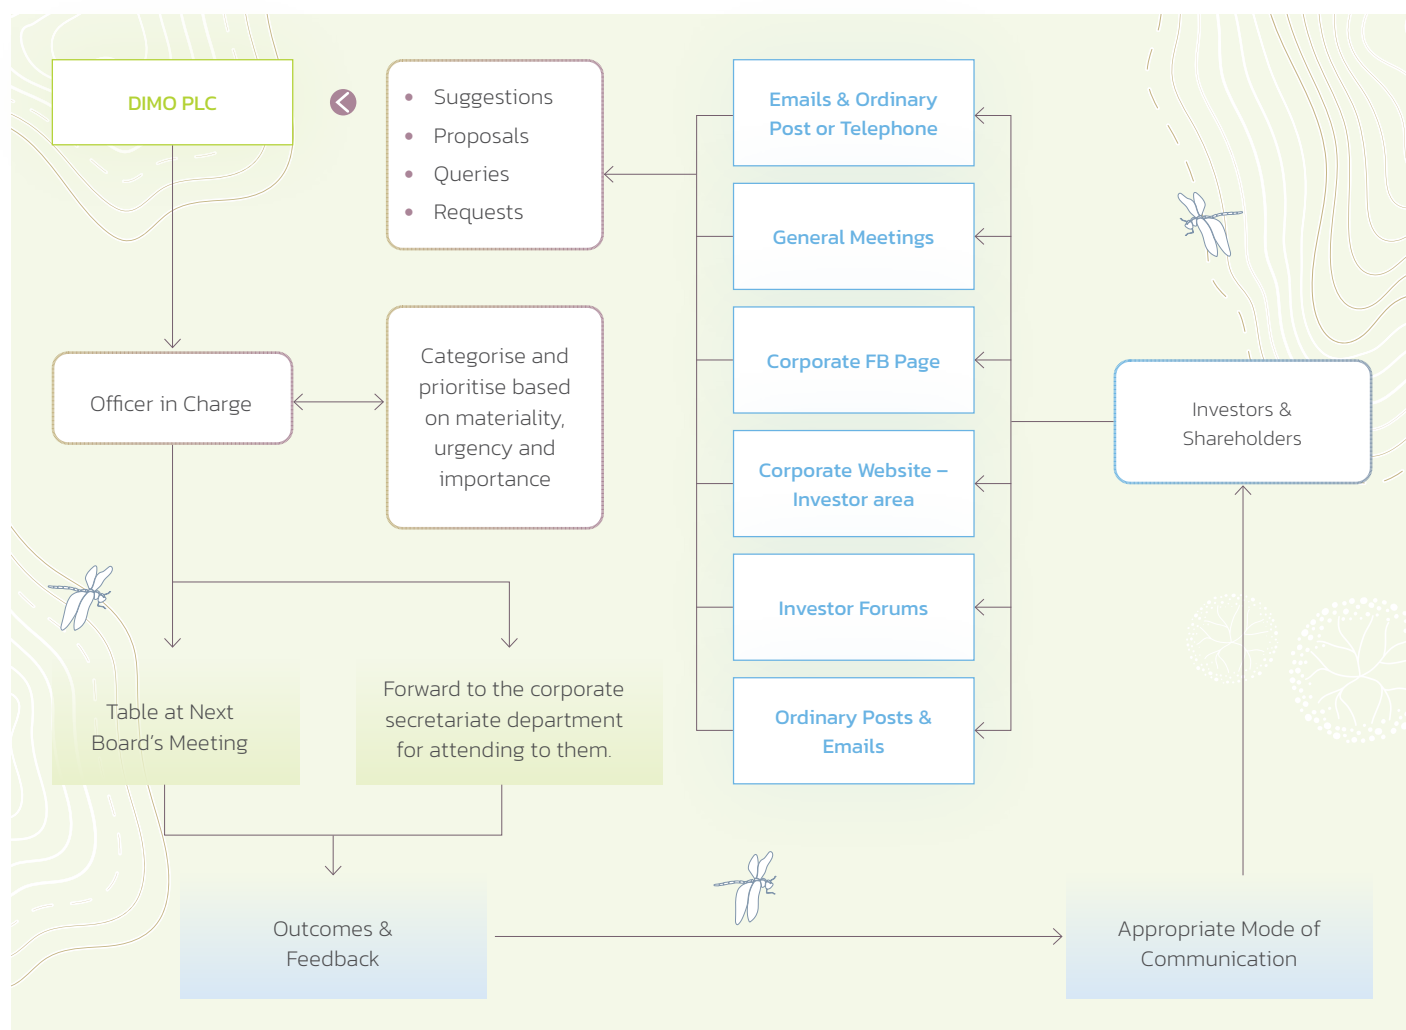 DIMO PLC
• Suggestions
• Proposals
• Queries
• Requests
Emails & Ordinary
Post or Telephone
General Meetings
Corporate FB Page
Corporate Website –
Investor area
Investor Forums
Ordinary Posts &
Emails
Investors &
Shareholders
Officer in Charge
Categorise and
prioritise based
on materiality,
urgency and
importance
Table at Next
Board’s Meeting
Forward to the corporate
secretariate department
for attending to them.
Outcomes &
Feedback
Appropriate Mode of
Communication